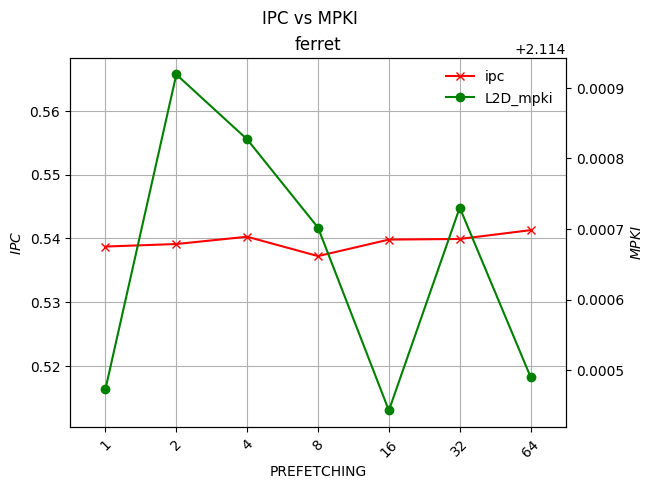 IPC vs MPKI
ferret
+2.114
ipc
L2D_mpki
0.56
0.55
0.54
0.53
0.52
IPC
0.0009
0.0008
0.0007
0.0006
0.0005
MPKI
1
2
4
8
16
32
64
PREFETCHING